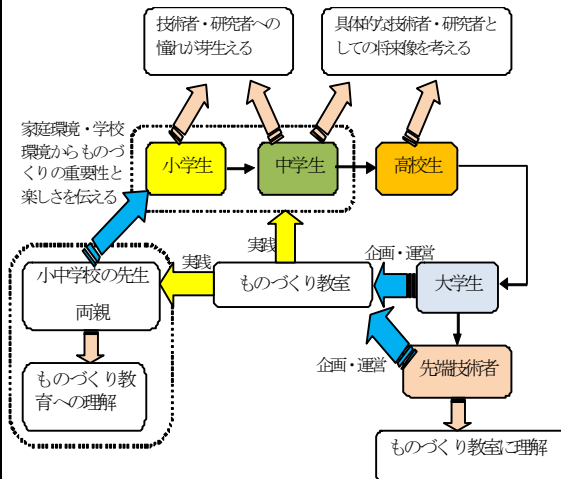 技術者・研究者への
憧れが芽生える
具体的な技術者・研究者と
しての将来像を考える
家庭環境・学校
環境からものづ
くりの重要性と
楽しさを伝える
小学生
中学生
高校生
実践
実践
企画・運営
小中学校の先生
両親
ものづくり教室
大学生
企画・運営
先端技術者
ものづくり教
育への理解
ものづくり教室に理解